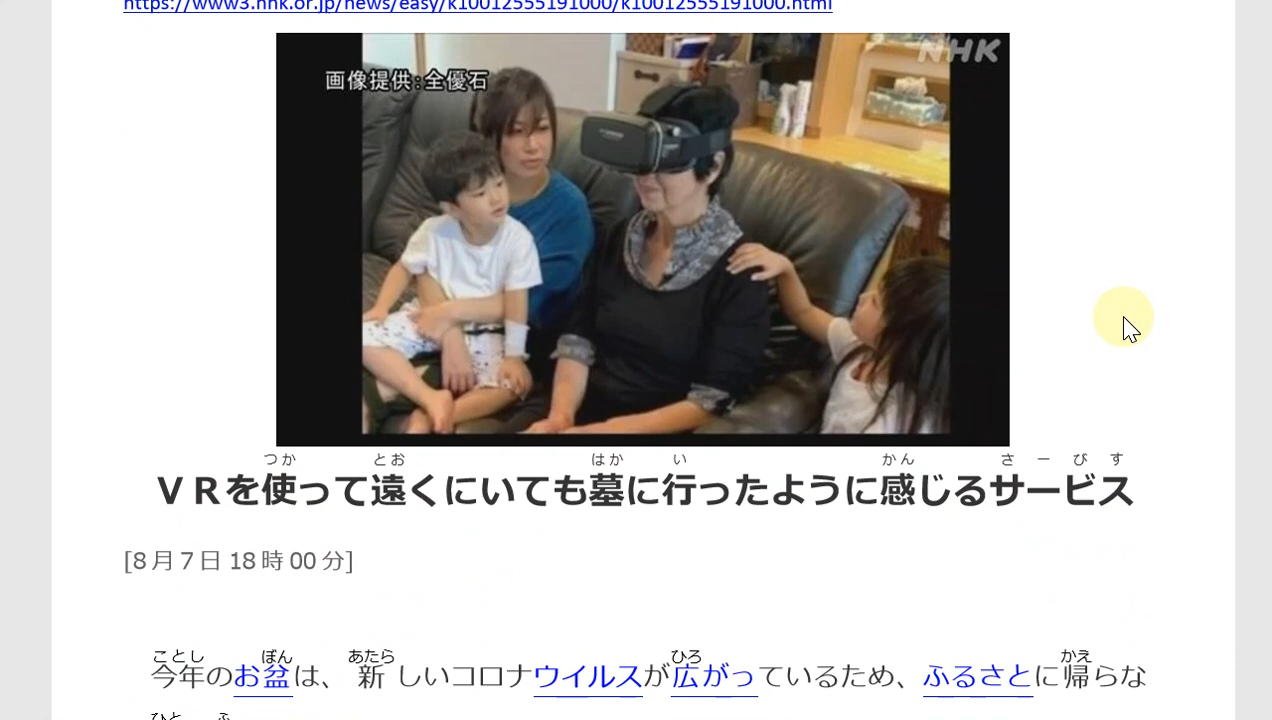 https://www3.nhk.or.jp/news/easy/k10012555191000/k10012555191000.html
NHK
画像提供:全優石
つか とお はか い かん さーびす
VRを使って遠くにいても墓に行ったように感じるサービス
[8月7日 18時00分]
ことし ぼん あたら ひろ かえ
今年のお盆は、新しいコロナウイルスが広がっているため、ふるさとに帰らな
ひと ふ